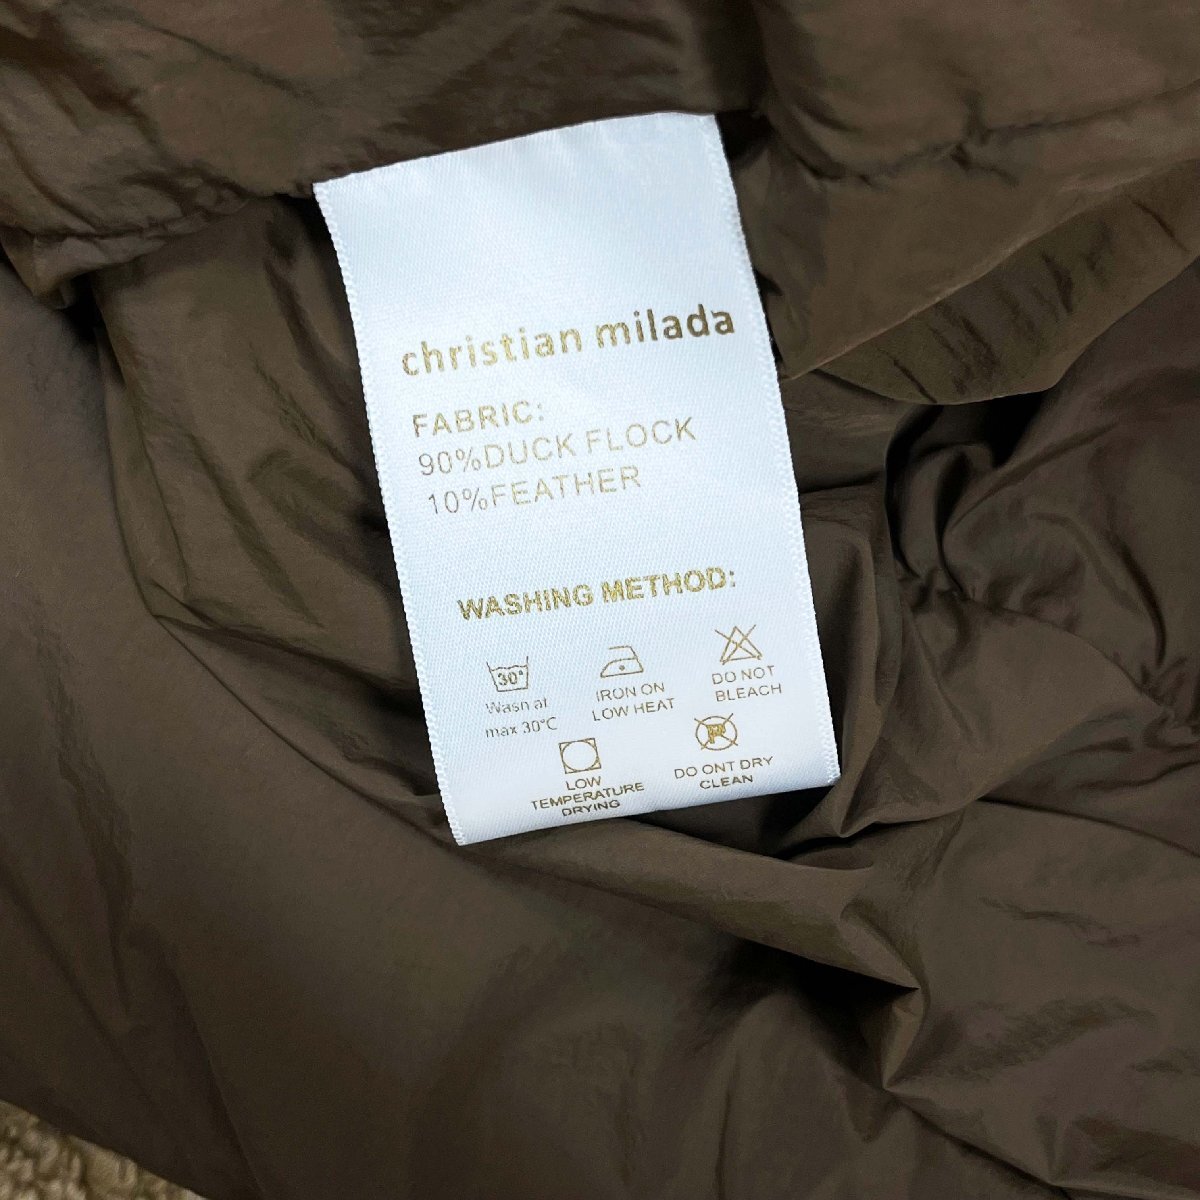 christian milada
FABRIC:
90%DUCK FLOCK
10%FEATHER
WASHING METHOD:
30°
Wash at
max 30°C
IRON ON
LOW HEAT
DO NOT
BLEACH
LOW
TEMPERATURE
DRYING
P
DO ONT DRY
CLEAN